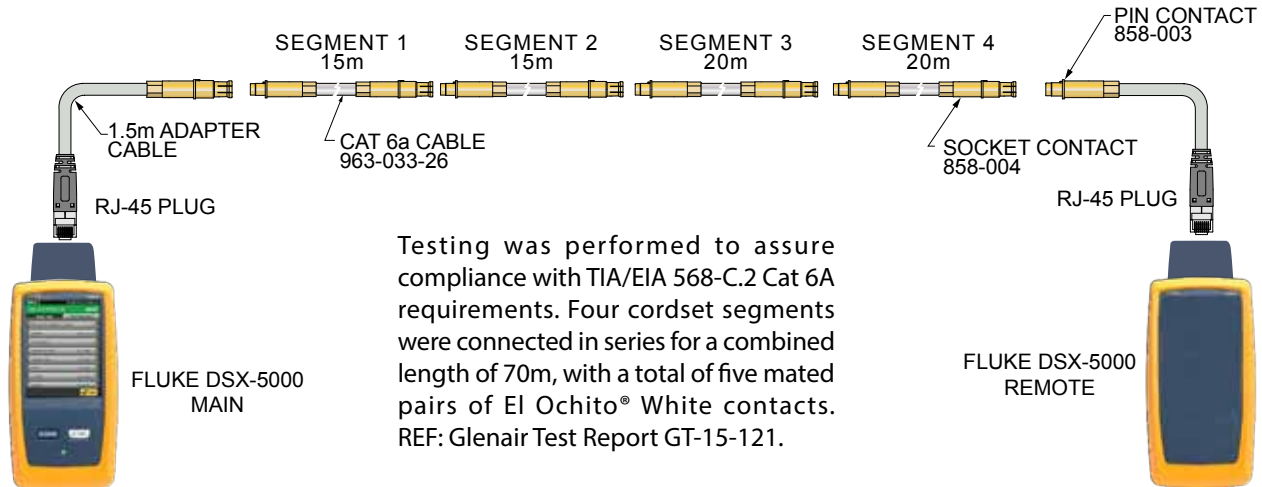 PIN CONTACT
858-003
SEGMENT 1
15m
SEGMENT 2
15m
SEGMENT 3
20m
SEGMENT 4
20m
1.5m ADAPTER
CABLE
CAT 6a CABLE
963-033-26
SOCKET CONTACT
858-004
RJ-45 PLUG
RJ-45 PLUG
Testing was performed to assure
compliance with TIA/EIA 568-C.2 Cat 6A
requirements. Four cordset segments
were connected in series for a combined
length of 70m, with a total of five mated
pairs of El Ochito® White contacts.
REF: Glenair Test Report GT-15-121.
FLUKE DSX-5000
MAIN
FLUKE DSX-5000
REMOTE